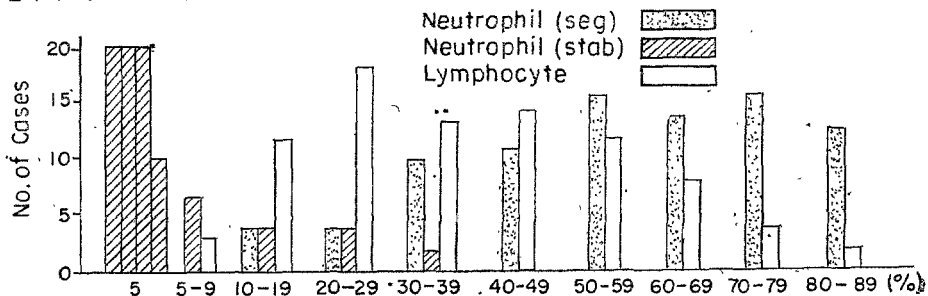 Neutrophil (seg)
Neutrophil (stab)
Lymphocyte
No. of Cases
20
15
10
5
0
5 5-9 10-19 20-29 30-39 40-49 50-59 60-69 70-79 80-89 (%)